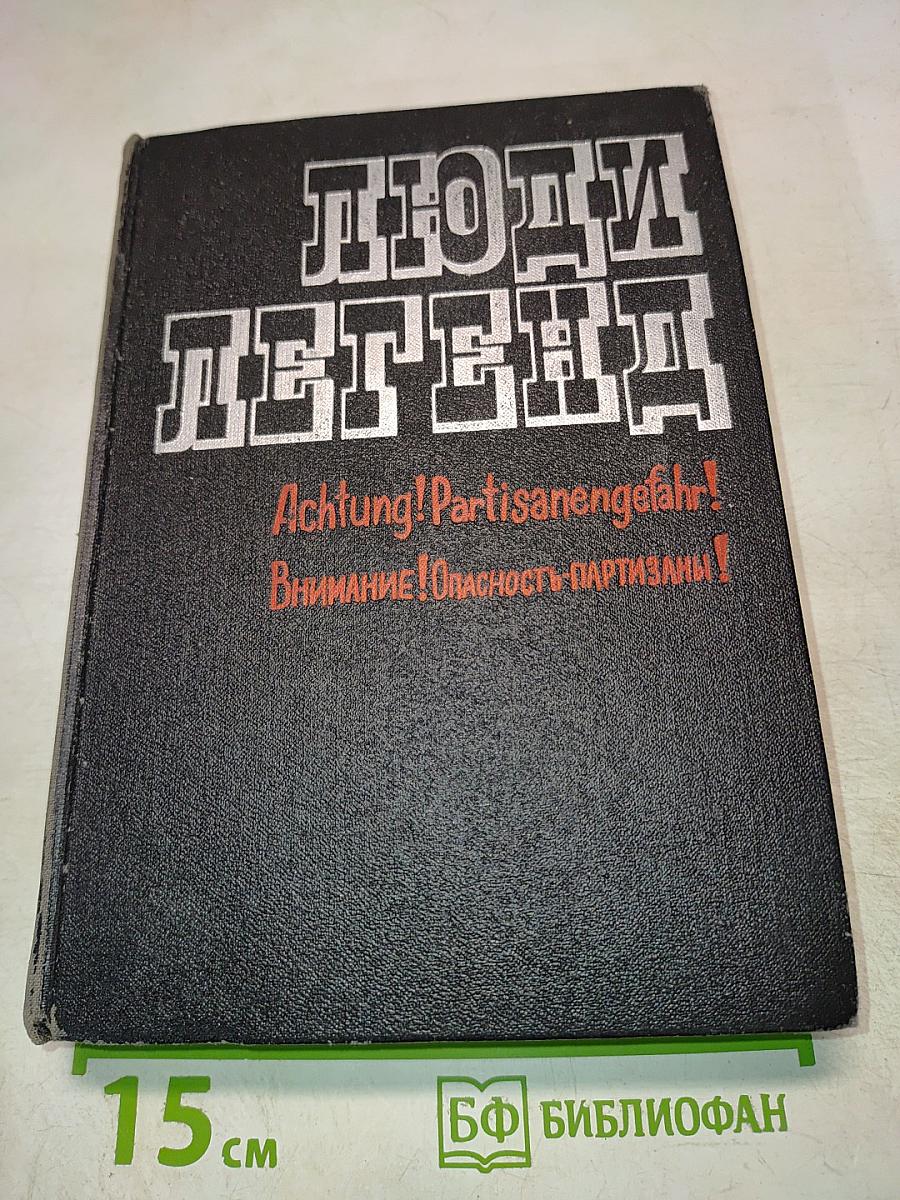 ЛЮДИ
ЛЕГЕНД
Achtung! Partisanengefahr!
Внимание! Опасность-партизаны!
15 см
БФ БИБЛИОФАН